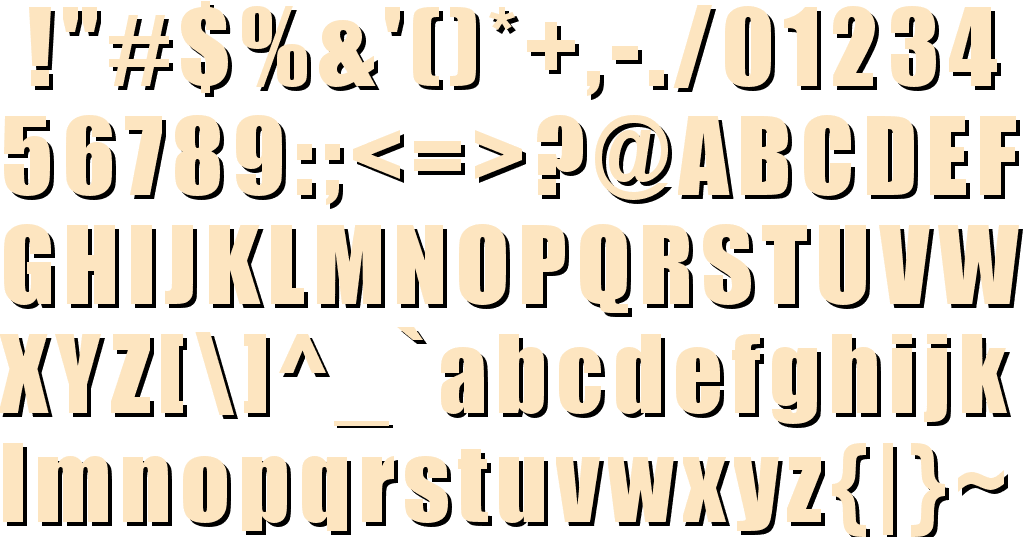 !"#$%&'()*+,-./01234
56789:;<=>?@ABCDEF
GHIJKLMNOPQRSTUVW
XYZ[\]^_`abcdefghijk
lmnopqrstuvwxyz{|}~